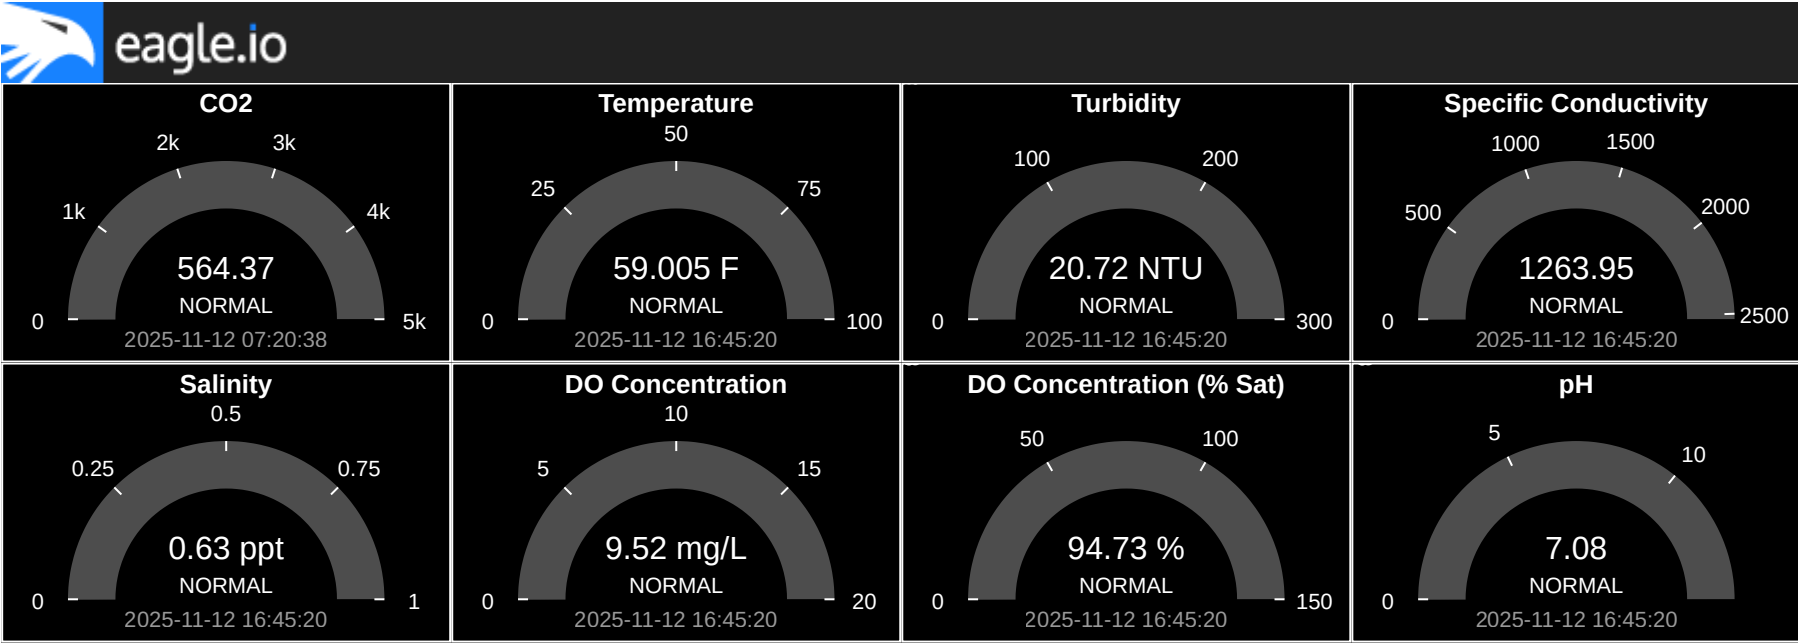 eagle.io
CO2
2k
3k
1k
4k
564.37
NORMAL
0
5k
2025-11-12 07:20:38
Temperature
50
25
75
59.005 F
NORMAL
0
100
2025-11-12 16:45:20
Turbidity
100
200
20.72 NTU
NORMAL
0
300
2025-11-12 16:45:20
Specific Conductivity
1000
1500
500
2000
1263.95
NORMAL
0
2500
2025-11-12 16:45:20
Salinity
0.5
0.25
0.75
0.63 ppt
NORMAL
0
1
2025-11-12 16:45:20
DO Concentration
10
5
15
9.52 mg/L
NORMAL
0
20
2025-11-12 16:45:20
DO Concentration (% Sat)
50
100
94.73 %
NORMAL
0
150
2025-11-12 16:45:20
pH
5
10
7.08
NORMAL
0
2025-11-12 16:45:20